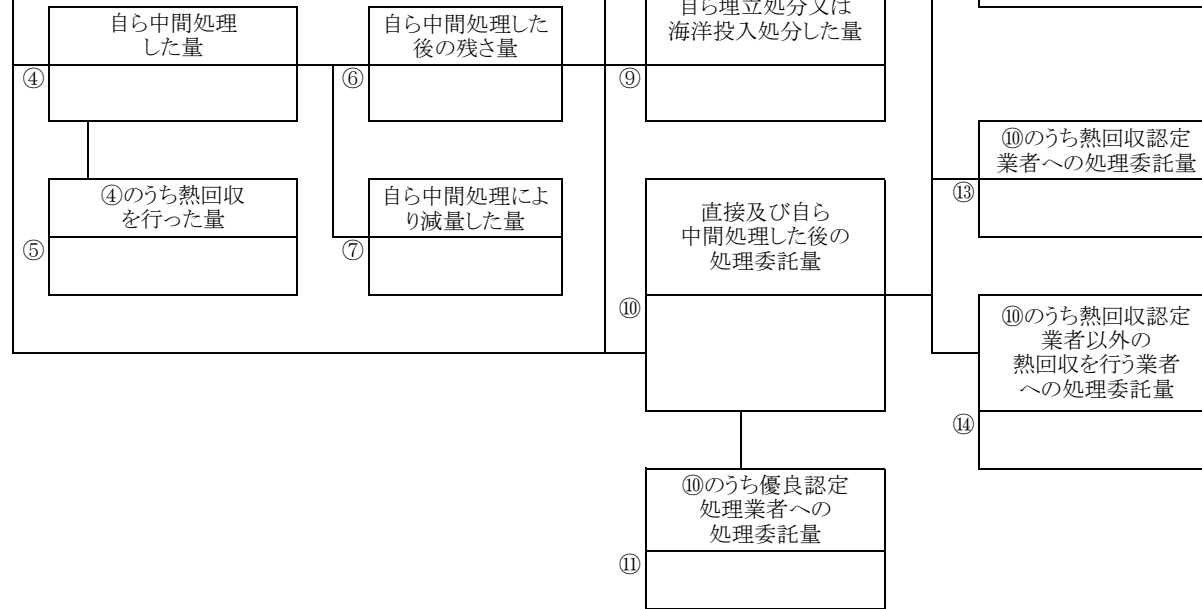 自ら中間処理
した量
④
自ら中間処理した
後の残さ量
⑥
自ら埋立処分又は
海洋投入処分した量
⑨
⑩のうち熱回収認定
業者への処理委託量
⑬
④のうち熱回収
を行った量
⑤
自ら中間処理によ
り減量した量
⑦
直接及び自ら
中間処理した後の
処理委託量
⑩
⑩のうち熱回収認定
業者以外の
熱回収を行う業者
への処理委託量
⑭
⑩のうち優良認定
処理業者への
処理委託量
⑪